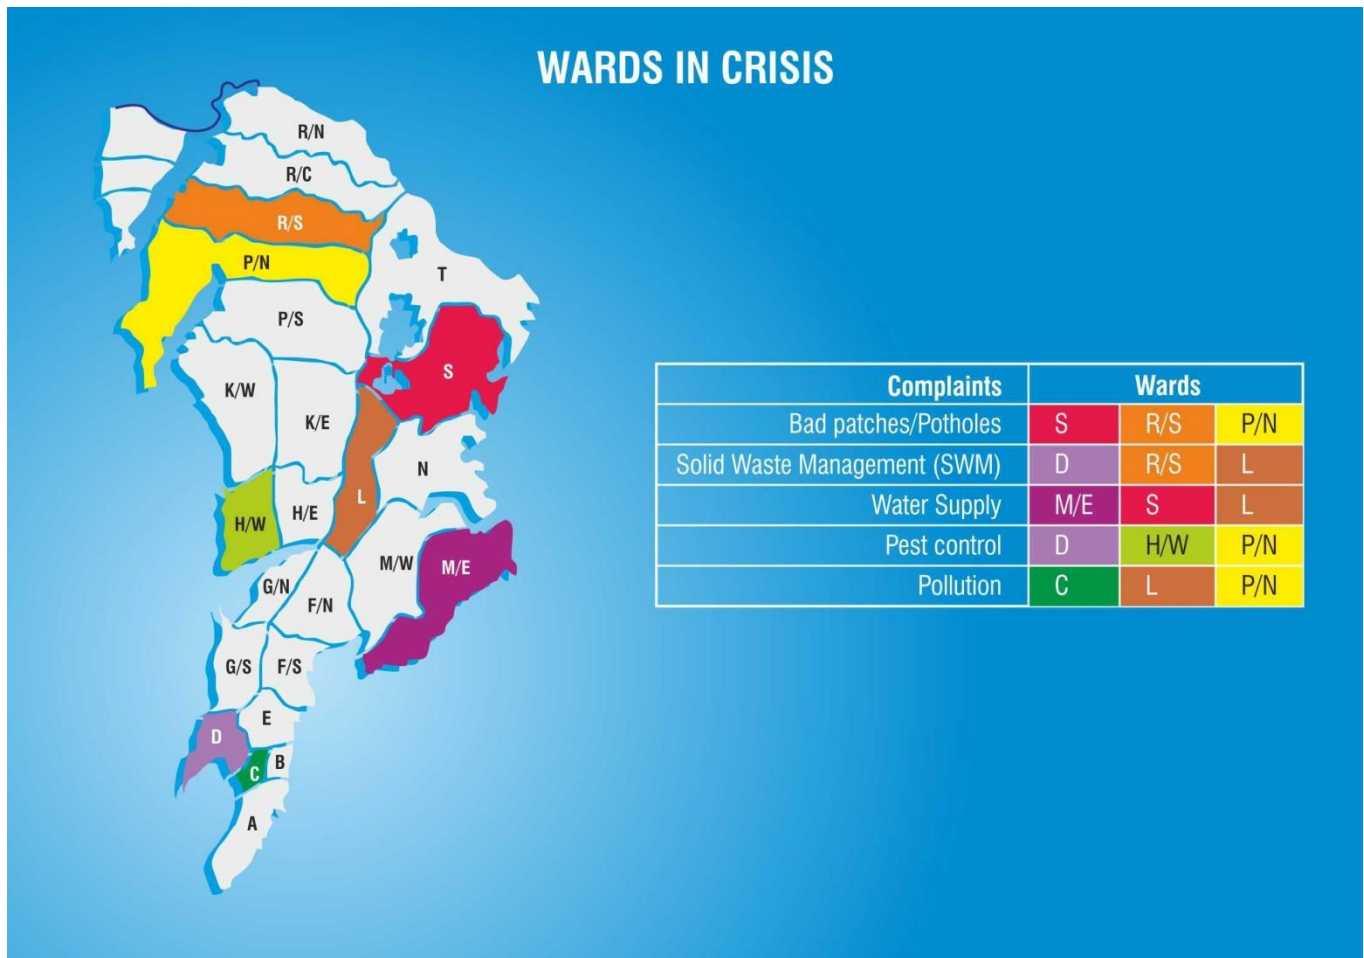 WARDS IN CRISIS
R/N
R/C
R/S
P/N
T
P/S
S
K/W
K/E
N
L
H/W
H/E
M/W
M/E
G/N
F/N
G/S
F/S
E
D
B
C
A
Complaints Wards
Bad patches/Potholes S R/S P/N
Solid Waste Management (SWM) D R/S L
Water Supply M/E S L
Pest control D H/W P/N
Pollution C L P/N